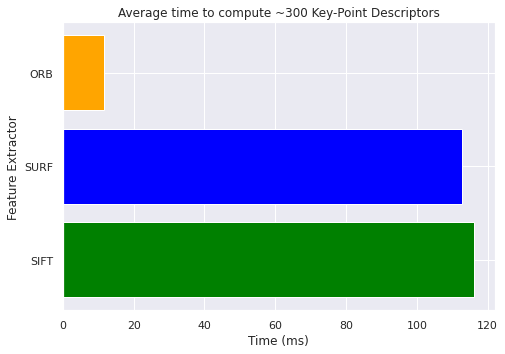 Average time to compute ~300 Key-Point Descriptors
Feature Extractor
ORB
SURF
SIFT
0 20 40 60 80 100 120
Time (ms)